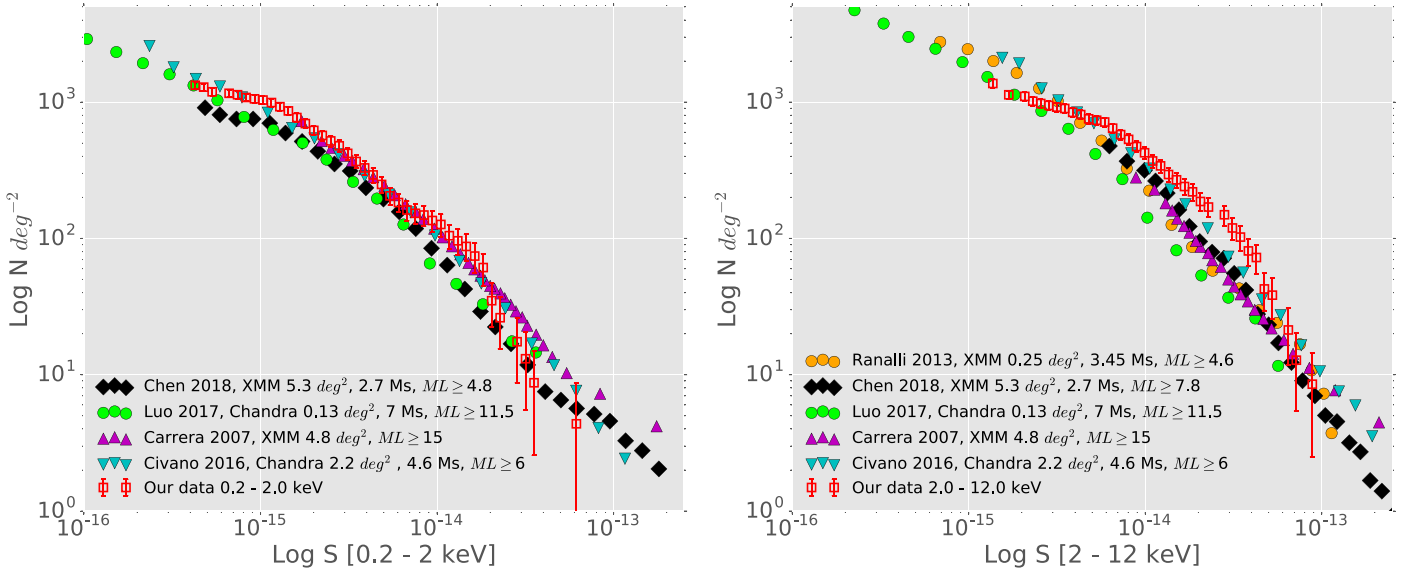 Log N deg⁻²
10³
10²
10¹
10⁰
10⁻¹⁶
10⁻¹⁵
10⁻¹⁴
10⁻¹³
Log S [0.2 - 2 keV]
Chen 2018, XMM 5.3 deg², 2.7 Ms, ML ≥ 4.8
Luo 2017, Chandra 0.13 deg², 7 Ms, ML ≥ 11.5
Carrera 2007, XMM 4.8 deg², ML ≥ 15
Civano 2016, Chandra 2.2 deg² , 4.6 Ms, ML ≥ 6
Our data 0.2 - 2.0 keV
Log N deg⁻²
10³
10²
10¹
10⁰
10⁻¹⁶
10⁻¹⁵
10⁻¹⁴
10⁻¹³
Log S [2 - 12 keV]
Ranalli 2013, XMM 0.25 deg², 3.45 Ms, ML ≥ 4.6
Chen 2018, XMM 5.3 deg², 2.7 Ms, ML ≥ 7.8
Luo 2017, Chandra 0.13 deg², 7 Ms, ML ≥ 11.5
Carrera 2007, XMM 4.8 deg², ML ≥ 15
Civano 2016, Chandra 2.2 deg² , 4.6 Ms, ML ≥ 6
Our data 2.0 - 12.0 keV